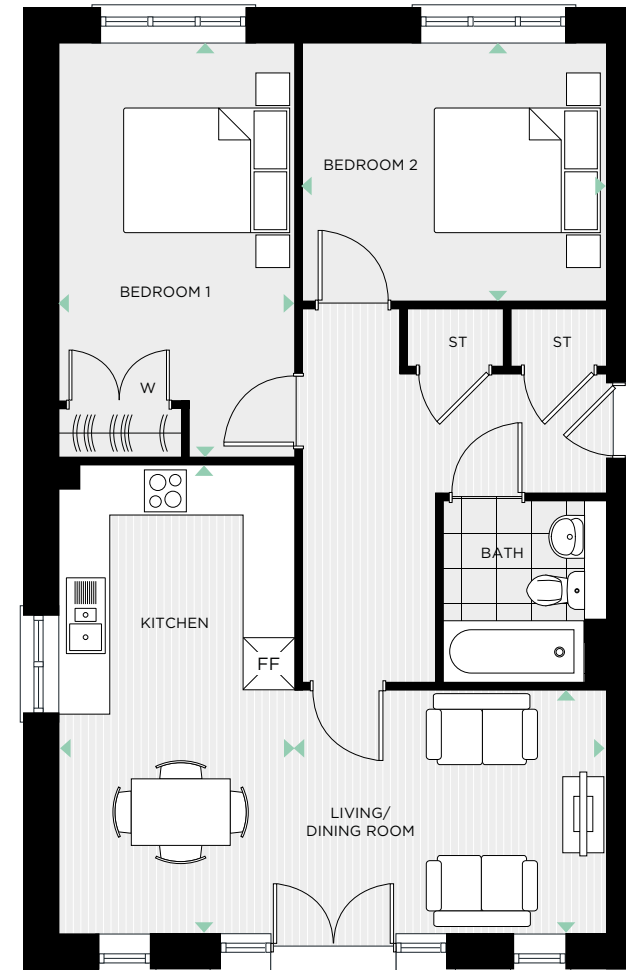 BEDROOM 2
BEDROOM 1
ST
ST
W
BATH
KITCHEN
FF
LIVING/
DINING ROOM